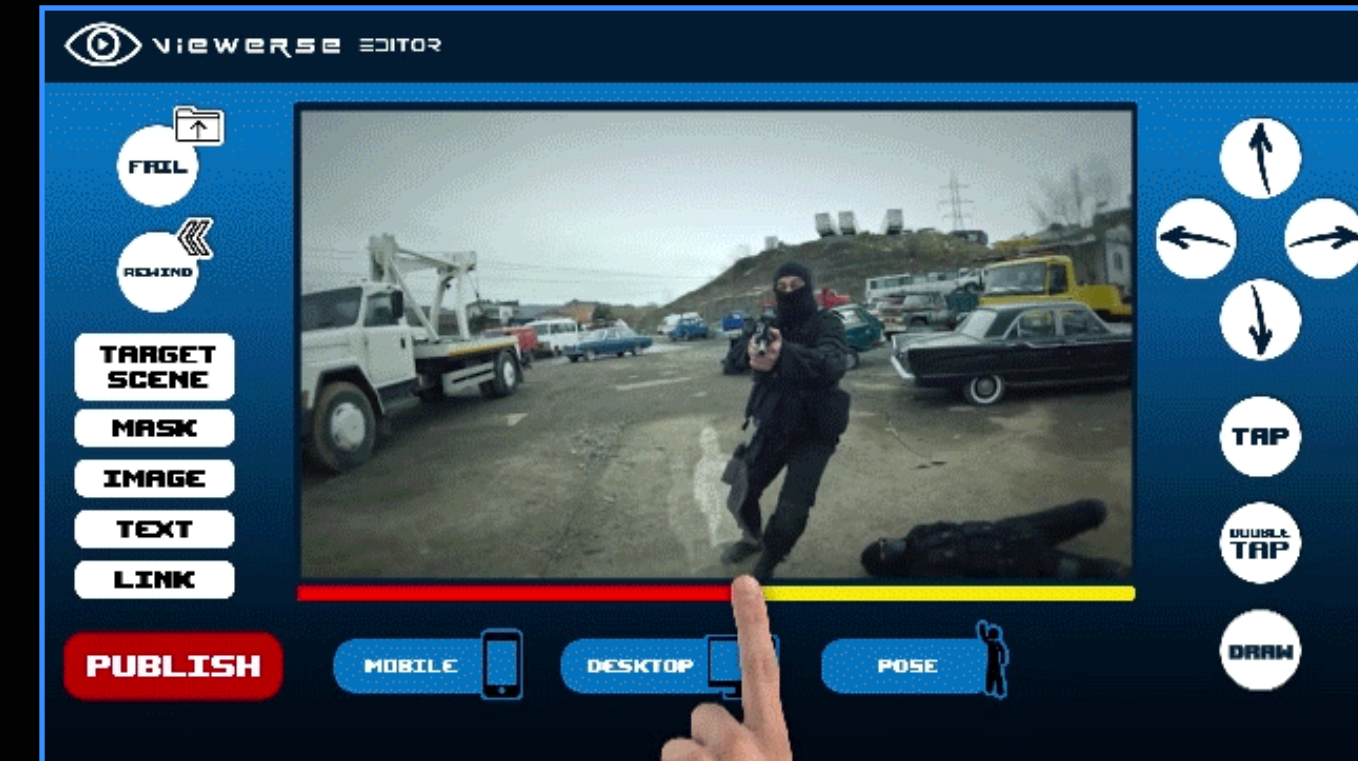 VIEWERSE EDITOR
FAIL
REWIND
TARGET
SCENE
MASK
IMAGE
TEXT
LINK
PUBLISH
MOBILE
DESKTOP
POSE
TAP
DOUBLE
TAP
DRAW